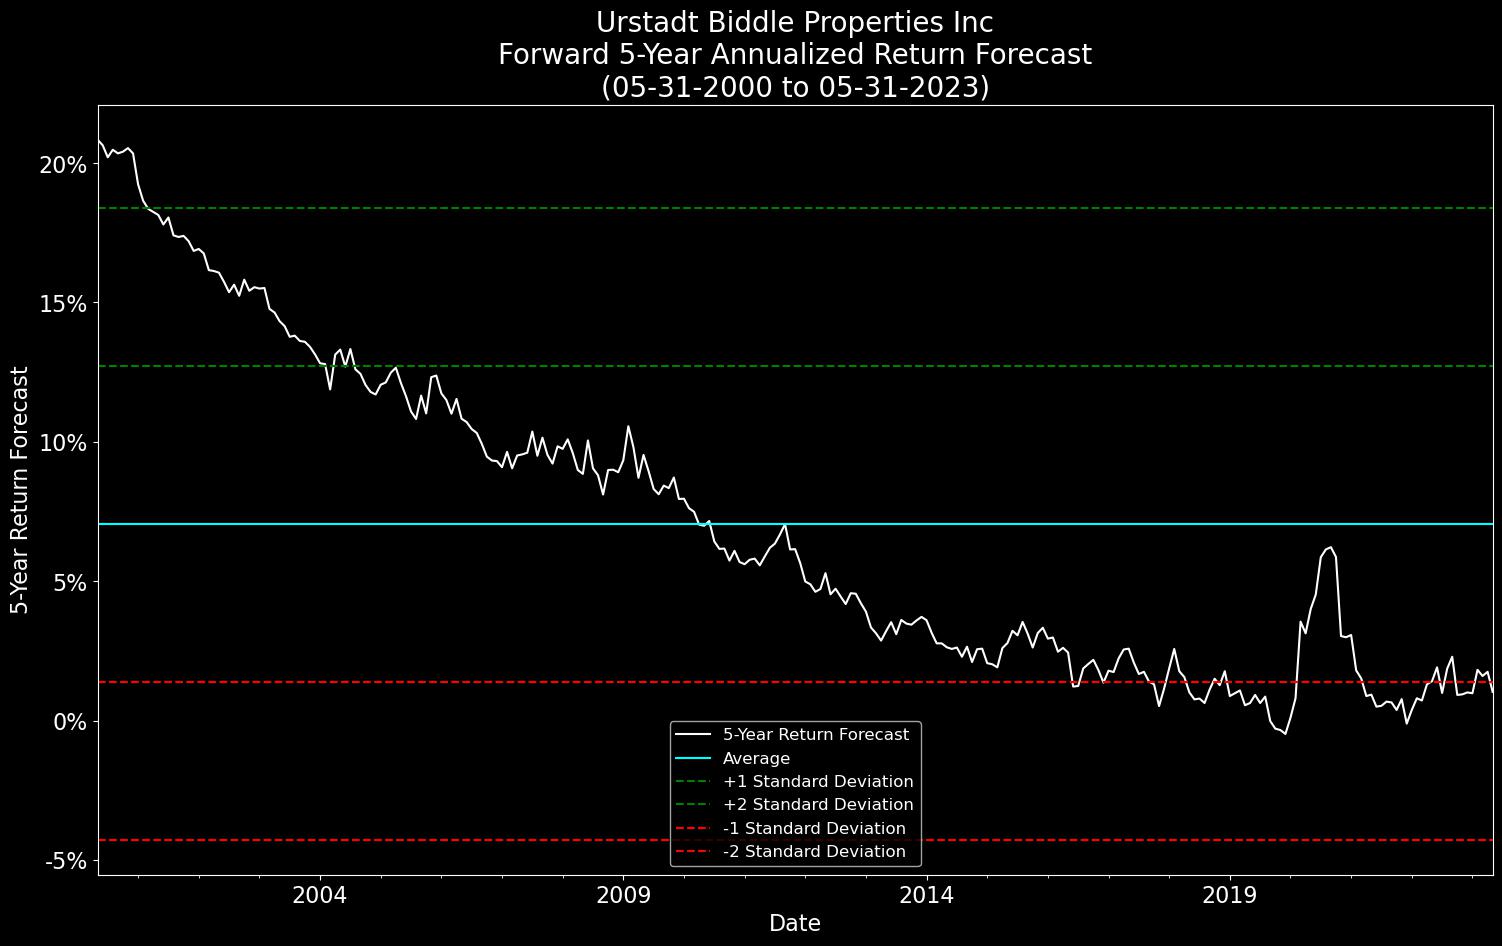 Urstadt Biddle Properties Inc
Forward 5-Year Annualized Return Forecast
(05-31-2000 to 05-31-2023)
5-Year Return Forecast
20%
15%
10%
5%
0%
-5%
5-Year Return Forecast
Average
+1 Standard Deviation
+2 Standard Deviation
-1 Standard Deviation
-2 Standard Deviation
2004
2009
2014
2019
Date